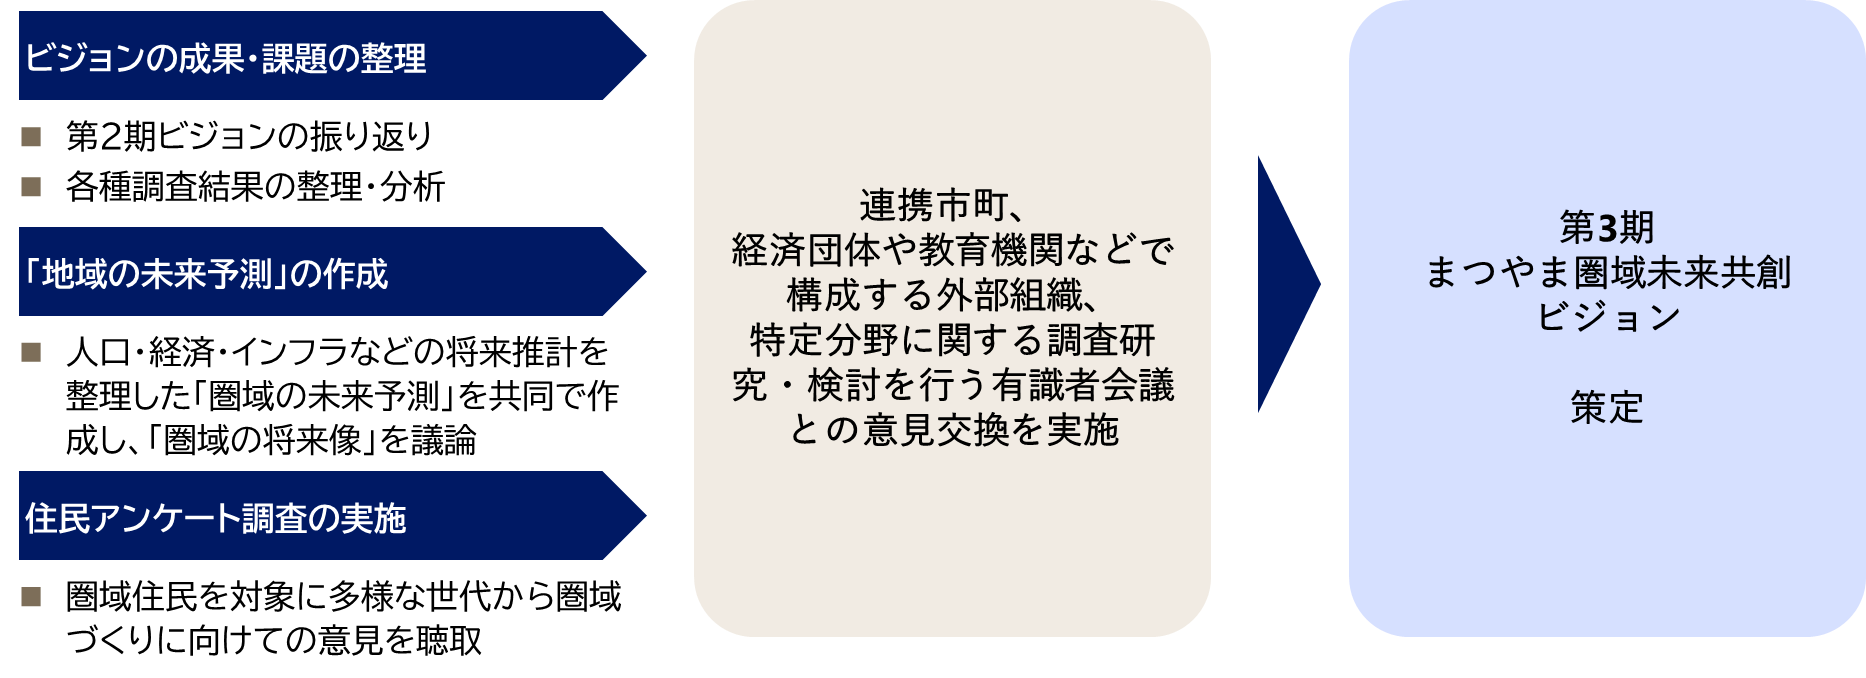 ビジョンの成果・課題の整理
■ 第2期ビジョンの振り返り
■ 各種調査結果の整理・分析
「地域の未来予測」の作成
■ 人口・経済・インフラなどの将来推計を
整理した「圏域の未来予測」を共同で作
成し、「圏域の将来像」を議論
住民アンケート調査の実施
■ 圏域住民を対象に多様な世代から圏域
づくりに向けての意見を聴取
連携市町、
経済団体や教育機関などで
構成する外部組織、
特定分野に関する調査研
究・検討を行う有識者会議
との意見交換を実施
第3期
まつやま圏域未来共創
ビジョン
策定